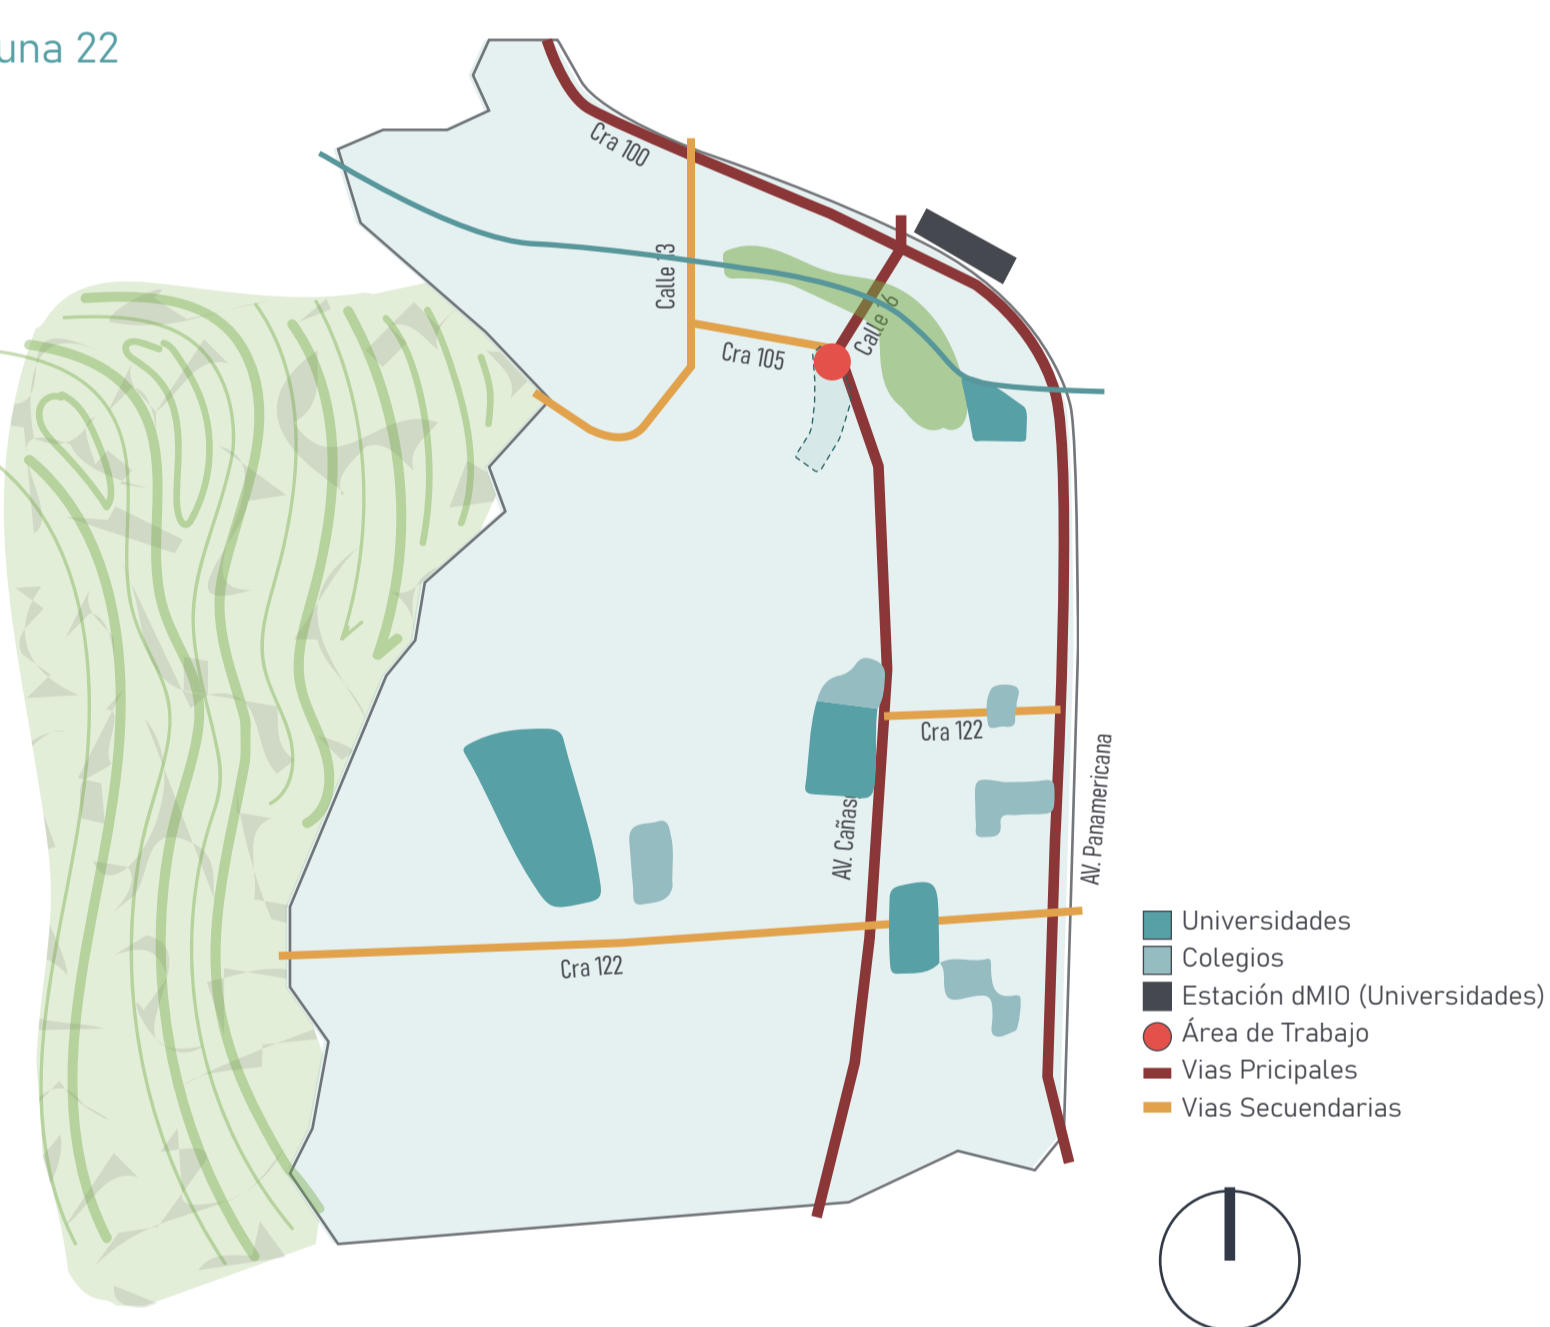 una 22
Cra 100
Calle 13
Calle 16
Cra 105
Cra 122
AV. Cañasg
AV. Panamericana
Cra 122
Universidades
Colegios
Estación dMIO (Universidades)
Área de Trabajo
Vias Pricipales
Vias Secuendarias